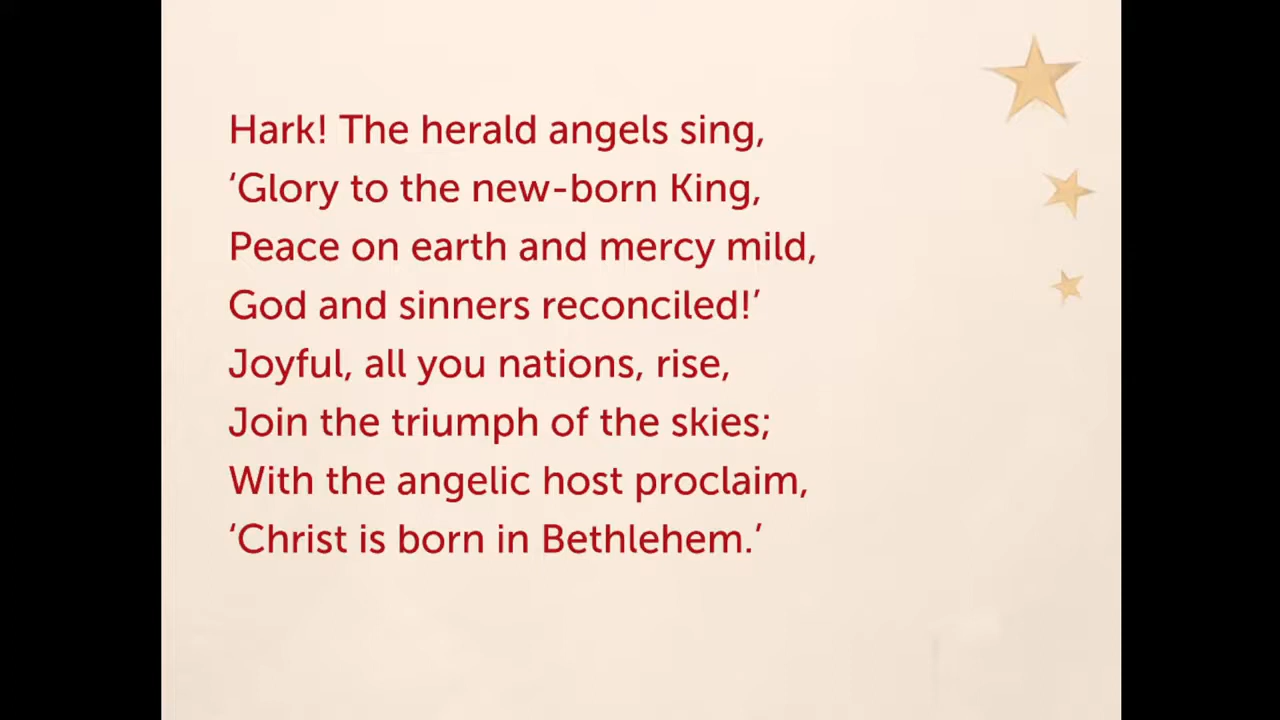 Hark! The herald angels sing,
‘Glory to the new-born King,
Peace on earth and mercy mild,
God and sinners reconciled!’
Joyful, all you nations, rise,
Join the triumph of the skies;
With the angelic host proclaim,
‘Christ is born in Bethlehem.’